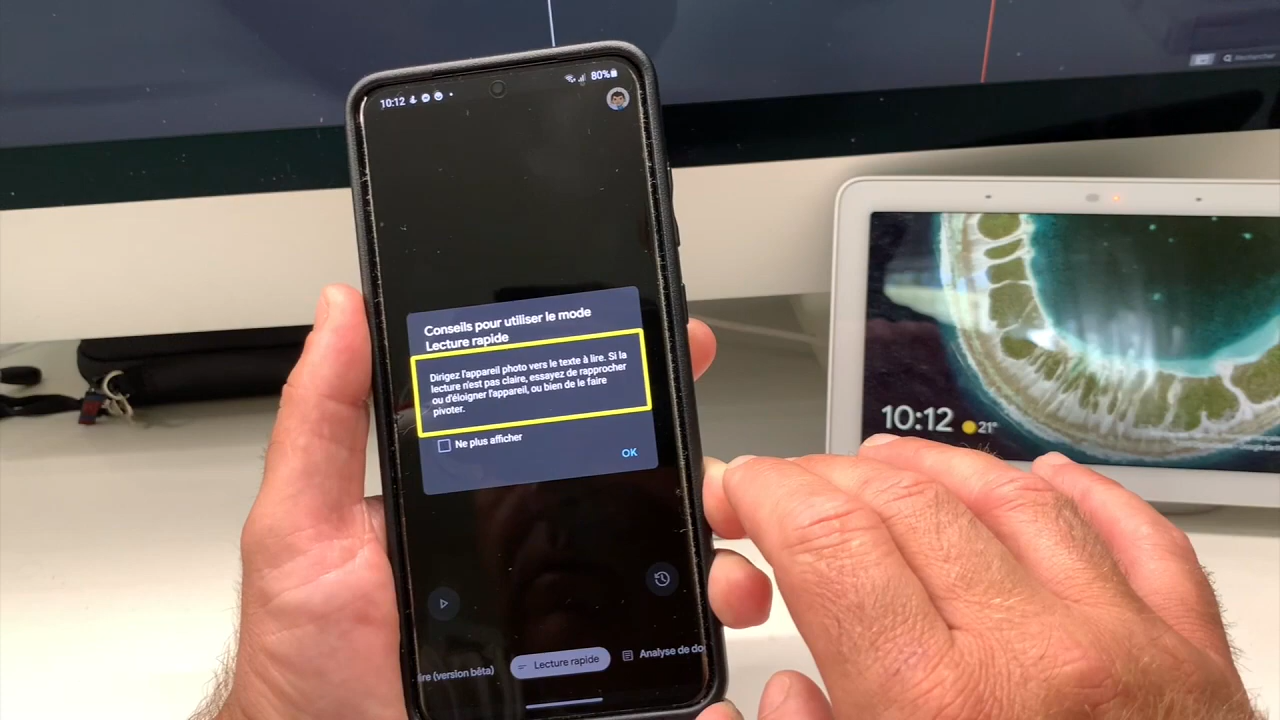 Rechercher
10:12
80%
Conseils pour utiliser le mode
Lecture rapide
Dirigez l'appareil photo vers le texte à lire. Si la
lecture n'est pas claire, essayez de rapprocher
ou d'éloigner l'appareil, ou bien de le faire
pivoter.
Ne plus afficher
OK
ire (version bêta)
Lecture rapide
Analyse de do
10:12
21°